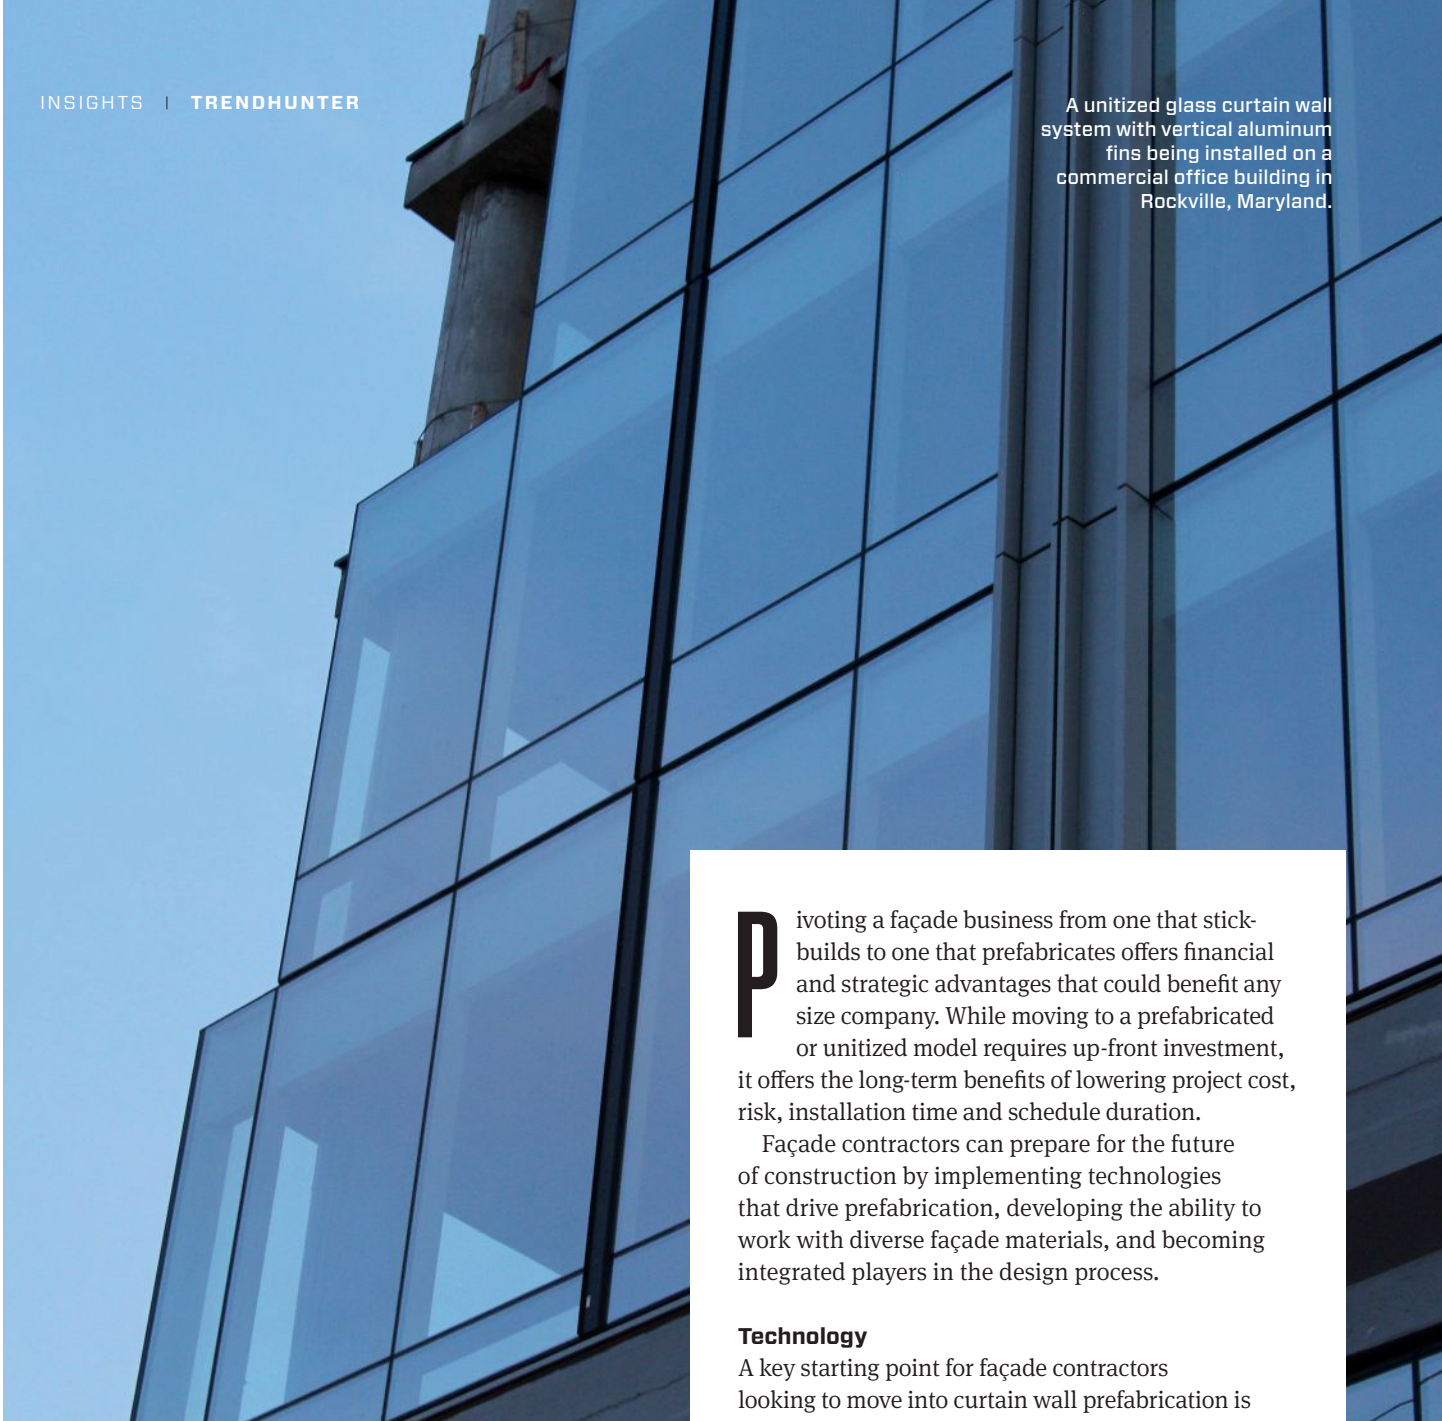 INSIGHTS | TRENDHUNTER
A unitized glass curtain wall
system with vertical aluminum
fins being installed on a
commercial office building in
Rockville, Maryland.
Pivoting a façade business from one that stick-
builds to one that prefabricates offers financial
and strategic advantages that could benefit any
size company. While moving to a prefabricated
or unitized model requires up-front investment,
it offers the long-term benefits of lowering project cost,
risk, installation time and schedule duration.
Façade contractors can prepare for the future
of construction by implementing technologies
that drive prefabrication, developing the ability to
work with diverse façade materials, and becoming
integrated players in the design process.
Technology
A key starting point for façade contractors
looking to move into curtain wall prefabrication is